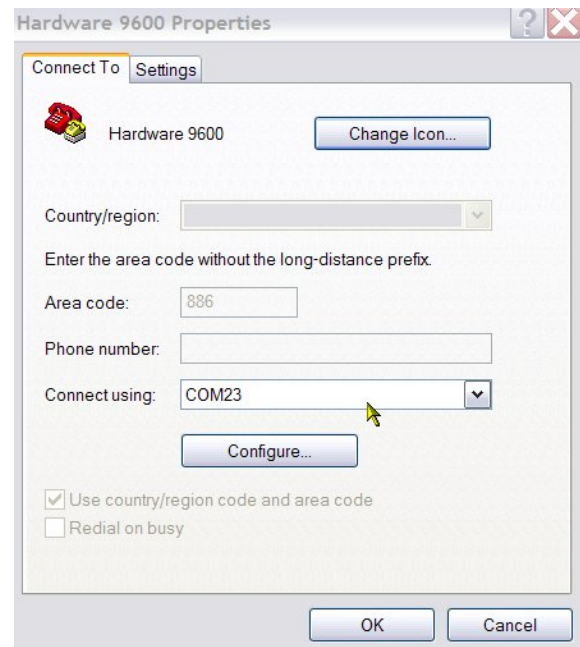 Hardware 9600 Properties
Connect To Settings
Hardware 9600 Change Icon...
Country/region:
Enter the area code without the long-distance prefix.
Area code: 886
Phone number:
Connect using: COM23
Configure...
Use country/region code and area code
Redial on busy
OK Cancel